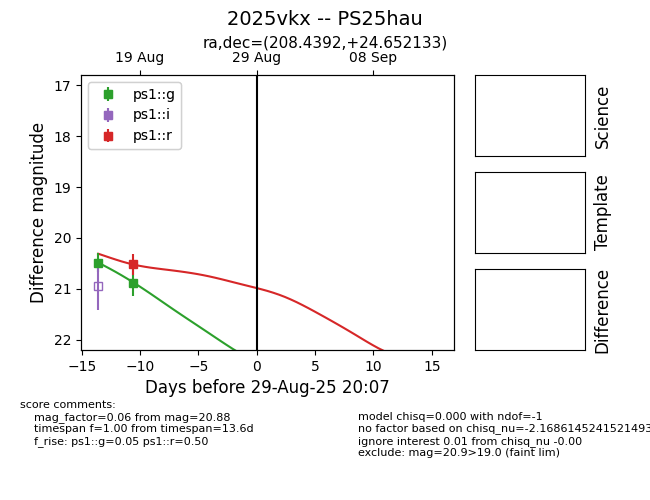 2025vkx -- PS25hau
ra,dec=(208.4392,+24.652133)
19 Aug 29 Aug 08 Sep
ps1::g
ps1::i
ps1::r
Difference magnitude
17
18
19
20
21
22
−15 −10 −5 0 5 10 15
Days before 29-Aug-25 20:07
Science
Template
Difference
score comments:
mag_factor=0.06 from mag=20.88
timespan f=1.00 from timespan=13.6d
f_rise: ps1::g=0.05 ps1::r=0.50
model chisq=0.000 with ndof=-1
no factor based on chisq_nu=-2.1686145241521493
ignore interest 0.01 from chisq_nu -0.00
exclude: mag=20.9>19.0 (faint lim)